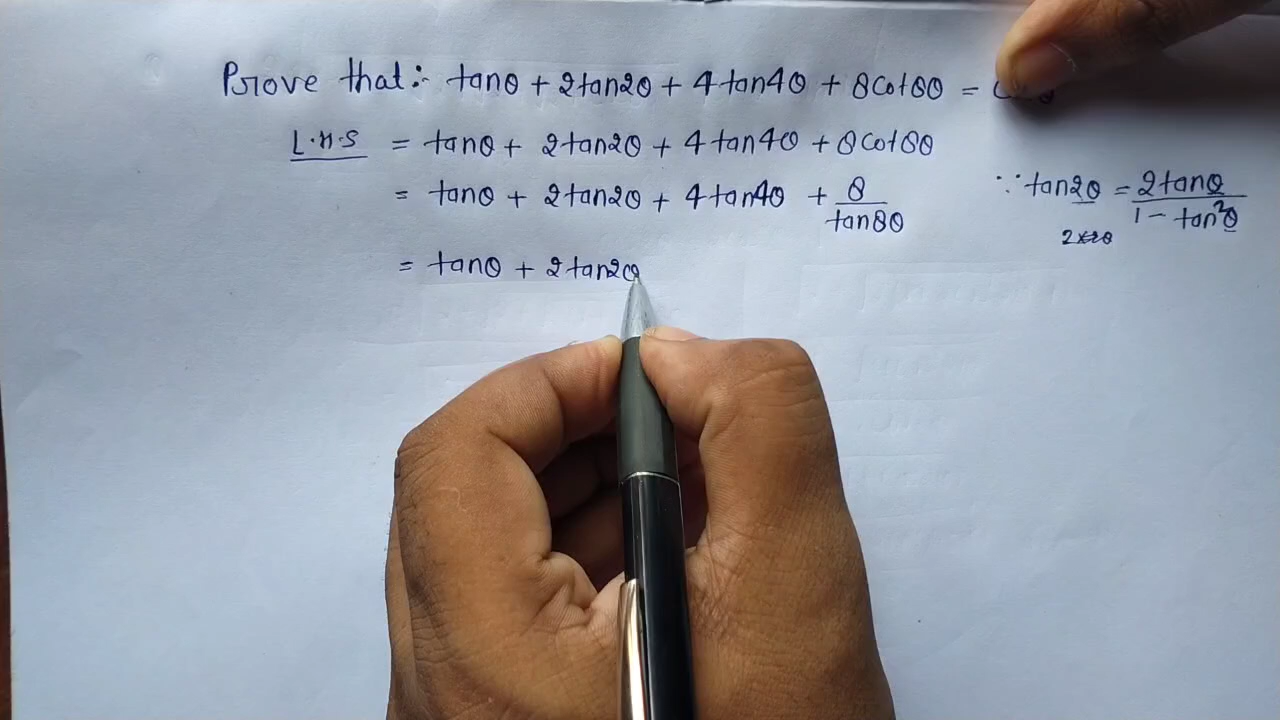 Prove that:- tanθ + 2tan2θ + 4tan4θ + 8cot8θ =
L.H.S = tanθ + 2tan2θ + 4tan4θ + 8cot8θ
= tanθ + 2tan2θ + 4tan4θ + 8/tan8θ
∵ tan2θ = 2tanθ/(1 - tan²θ)
2×2θ
= tanθ + 2tan2θ